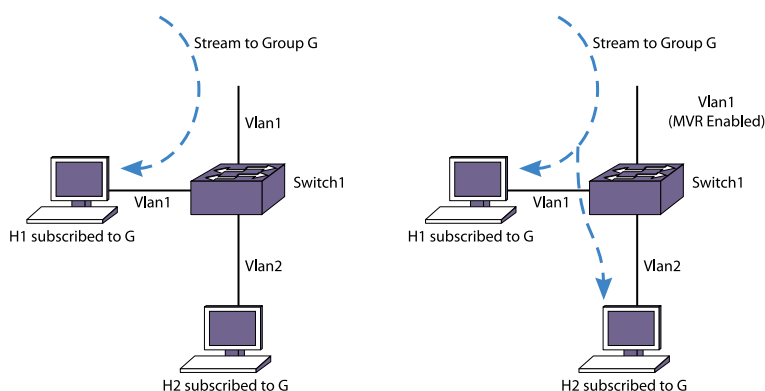 Stream to Group G
Vlan1
Switch1
Vlan1
H1 subscribed to G
Vlan2
H2 subscribed to G
Stream to Group G
Vlan1
(MVR Enabled)
Switch1
Vlan1
H1 subscribed to G
Vlan2
H2 subscribed to G